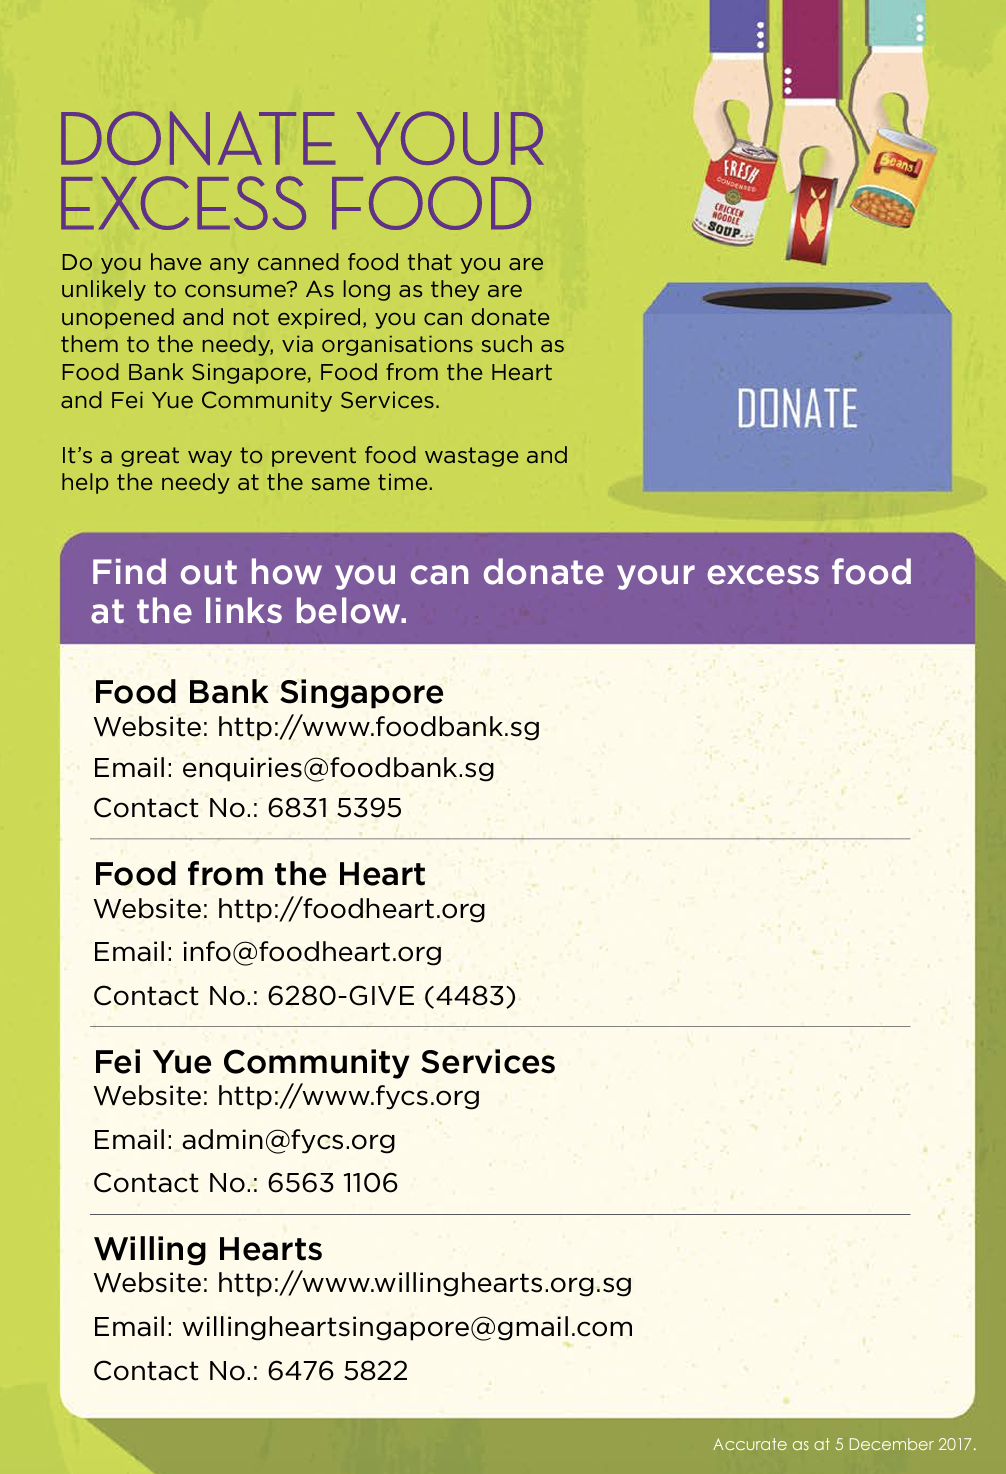 DONATE YOUR
EXCESS FOOD
Do you have any canned food that you are
unlikely to consume? As long as they are
unopened and not expired, you can donate
them to the needy, via organisations such as
Food Bank Singapore, Food from the Heart
and Fei Yue Community Services.
It's a great way to prevent food wastage and
help the needy at the same time.
FRESH
CONDENSED
CHICKEN
NOODLE
SOUP
Beans!
DONATE
Find out how you can donate your excess food
at the links below.
Food Bank Singapore
Website: http://www.foodbank.sg
Email: enquiries@foodbank.sg
Contact No.: 6831 5395
Food from the Heart
Website: http://foodheart.org
Email: info@foodheart.org
Contact No.: 6280-GIVE (4483)
Fei Yue Community Services
Website: http://www.fycs.org
Email: admin@fycs.org
Contact No.: 6563 1106
Willing Hearts
Website: http://www.willinghearts.org.sg
Email: willingheartsingapore@gmail.com
Contact No.: 6476 5822
Accurate as at 5 December 2017.